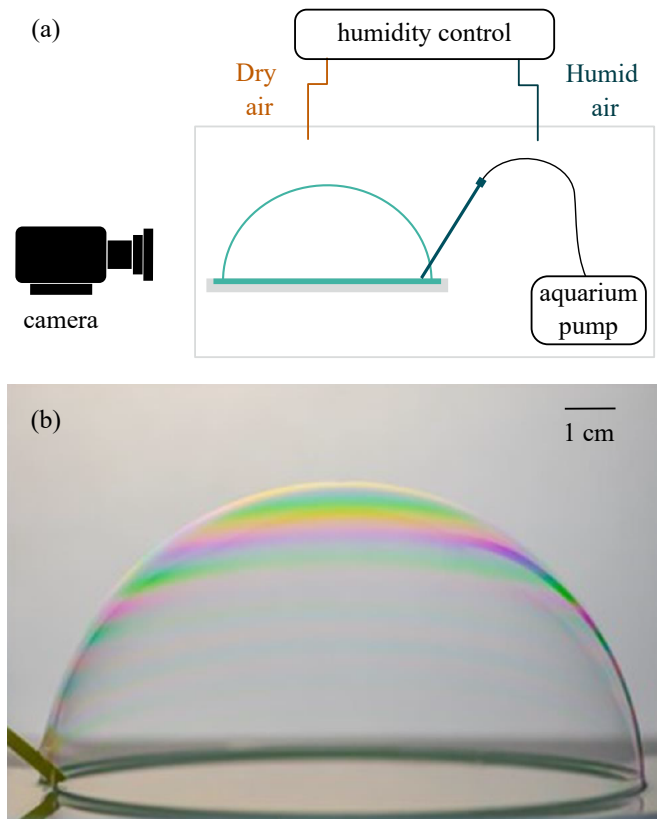 (a)
humidity control
Dry
air
Humid
air
camera
aquarium
pump
(b)
1 cm